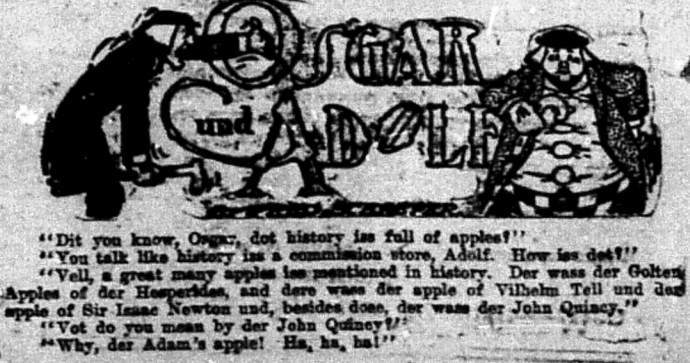 OSGAR
und ADOLF
"Dit you know, Osgar, dot history iss full of apples?"
"You talk like history iss a commission store, Adolf. How iss dot?"
"Vell, a great many apples iss mentioned in history. Der wass der Golten
Apples of der Hesperides, and dere wass der apple of Vilhelm Tell und der
apple of Sir Isaac Newton und, besides dose, der wass der John Quincy."
"Vot do you mean by der John Quincy?"
"Why, der Adam's apple! Ha, ha, ha!"